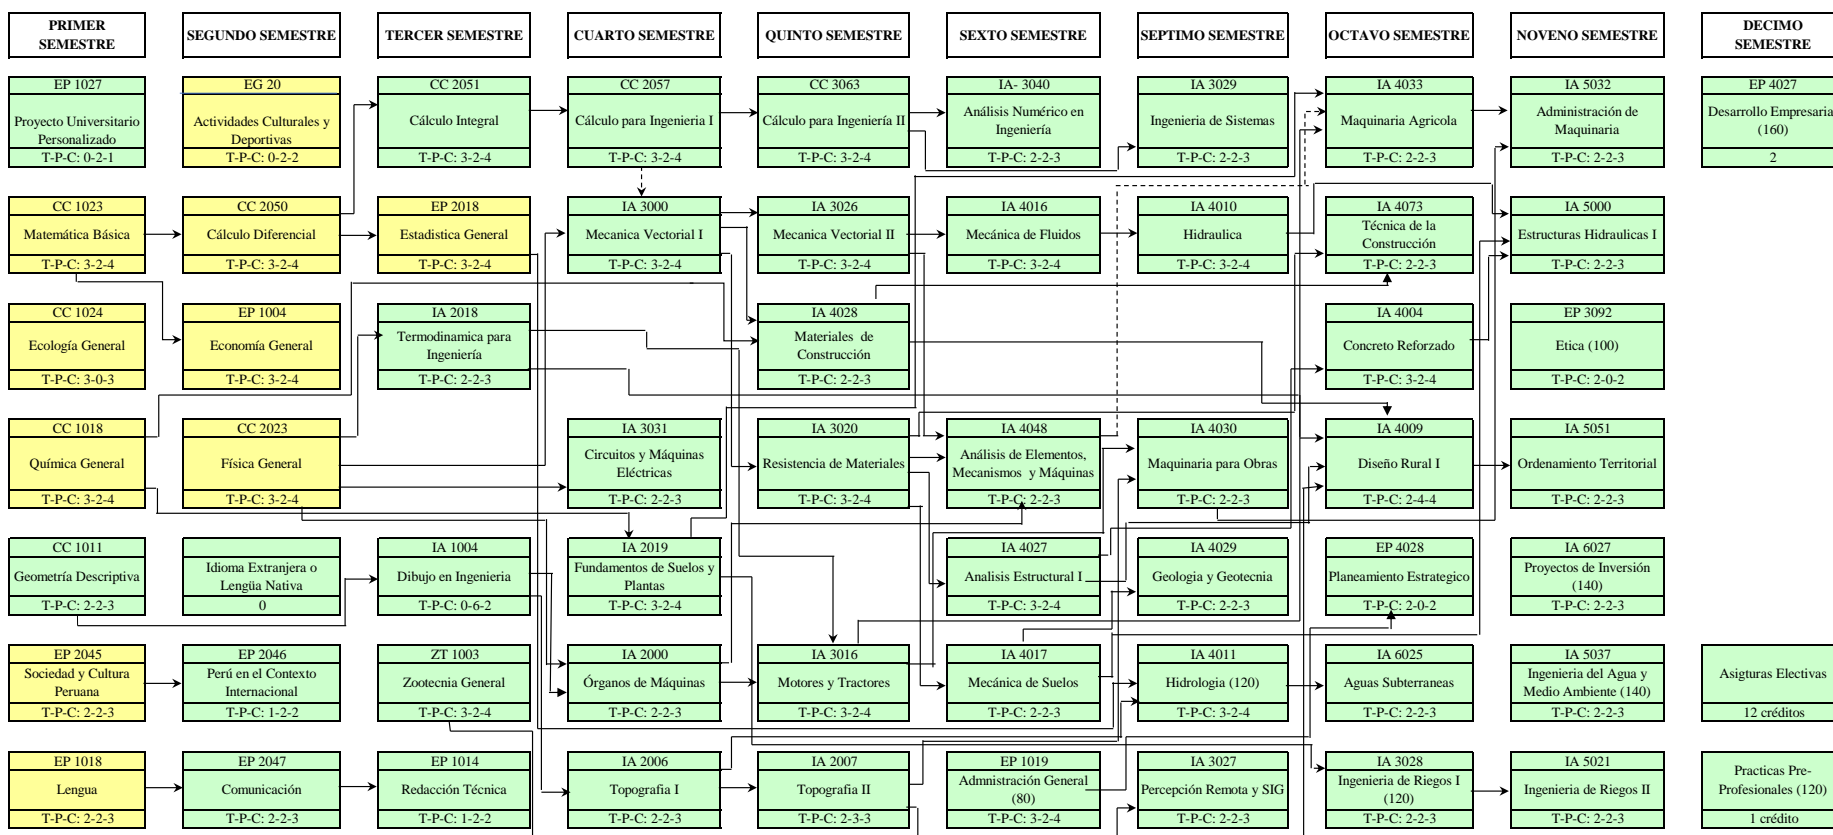 PRIMER
SEMESTRE
SEGUNDO SEMESTRE
TERCER SEMESTRE
CUARTO SEMESTRE
QUINTO SEMESTRE
SEXTO SEMESTRE
SEPTIMO SEMESTRE
OCTAVO SEMESTRE
NOVENO SEMESTRE
DECIMO
SEMESTRE
EP 1027
Proyecto Universitario
Personalizado
T-P-C: 0-2-1
EG 20
Actividades Culturales y
Deportivas
T-P-C: 0-2-2
CC 2051
Cálculo Integral
T-P-C: 3-2-4
CC 2057
Cálculo para Ingenieria I
T-P-C: 3-2-4
CC 3063
Cálculo para Ingeniería II
T-P-C: 3-2-4
IA- 3040
Análisis Numérico en
Ingeniería
T-P-C: 2-2-3
IA 3029
Ingenieria de Sistemas
T-P-C: 2-2-3
IA 4033
Maquinaria Agricola
T-P-C: 2-2-3
IA 5032
Administración de
Maquinaria
T-P-C: 2-2-3
EP 4027
Desarrollo Empresaria
(160)
2
CC 1023
Matemática Básica
T-P-C: 3-2-4
CC 2050
Cálculo Diferencial
T-P-C: 3-2-4
EP 2018
Estadistica General
T-P-C: 3-2-4
IA 3000
Mecanica Vectorial I
T-P-C: 3-2-4
IA 3026
Mecanica Vectorial II
T-P-C: 3-2-4
IA 4016
Mecánica de Fluidos
T-P-C: 3-2-4
IA 4010
Hidraulica
T-P-C: 3-2-4
IA 4073
Técnica de la
Construcción
T-P-C: 2-2-3
IA 5000
Estructuras Hidraulicas I
T-P-C: 2-2-3
CC 1024
Ecología General
T-P-C: 3-0-3
EP 1004
Economía General
T-P-C: 3-2-4
IA 2018
Termodinamica para
Ingeniería
T-P-C: 2-2-3
IA 4028
Materiales de
Construcción
T-P-C: 2-2-3
IA 4004
Concreto Reforzado
T-P-C: 3-2-4
EP 3092
Etica (100)
T-P-C: 2-0-2
CC 1018
Química General
T-P-C: 3-2-4
CC 2023
Física General
T-P-C: 3-2-4
IA 3031
Circuitos y Máquinas
Eléctricas
T-P-C: 2-2-3
IA 3020
Resistencia de Materiales
T-P-C: 3-2-4
IA 4048
Análisis de Elementos,
Mecanismos y Máquinas
T-P-C: 2-2-3
IA 4030
Maquinaria para Obras
T-P-C: 2-2-3
IA 4009
Diseño Rural I
T-P-C: 2-4-4
IA 5051
Ordenamiento Territorial
T-P-C: 2-2-3
CC 1011
Geometría Descriptiva
T-P-C: 2-2-3
Idioma Extranjera o
Lengüa Nativa
0
IA 1004
Dibujo en Ingenieria
T-P-C: 0-6-2
IA 2019
Fundamentos de Suelos y
Plantas
T-P-C: 3-2-4
IA 4027
Analisis Estructural I
T-P-C: 3-2-4
IA 4029
Geologia y Geotecnia
T-P-C: 2-2-3
EP 4028
Planeamiento Estrategico
T-P-C: 2-0-2
IA 6027
Proyectos de Inversión
(140)
T-P-C: 2-2-3
EP 2045
Sociedad y Cultura
Peruana
T-P-C: 2-2-3
EP 2046
Perú en el Contexto
Internacional
T-P-C: 1-2-2
ZT 1003
Zootecnia General
T-P-C: 3-2-4
IA 2000
Órganos de Máquinas
T-P-C: 2-2-3
IA 3016
Motores y Tractores
T-P-C: 3-2-4
IA 4017
Mecánica de Suelos
T-P-C: 2-2-3
IA 4011
Hidrologia (120)
T-P-C: 3-2-4
IA 6025
Aguas Subterraneas
T-P-C: 2-2-3
IA 5037
Ingenieria del Agua y
Medio Ambiente (140)
T-P-C: 2-2-3
Asigturas Electivas
12 créditos
EP 1018
Lengua
T-P-C: 2-2-3
EP 2047
Comunicación
T-P-C: 2-2-3
EP 1014
Redacción Técnica
T-P-C: 1-2-2
IA 2006
Topografia I
T-P-C: 2-2-3
IA 2007
Topografia II
T-P-C: 2-3-3
EP 1019
Admnistración General
(80)
T-P-C: 3-2-4
IA 3027
Percepción Remota y SIG
T-P-C: 2-2-3
IA 3028
Ingenieria de Riegos I
(120)
T-P-C: 2-2-3
IA 5021
Ingenieria de Riegos II
T-P-C: 2-2-3
Practicas Pre-
Profesionales (120)
1 crédito